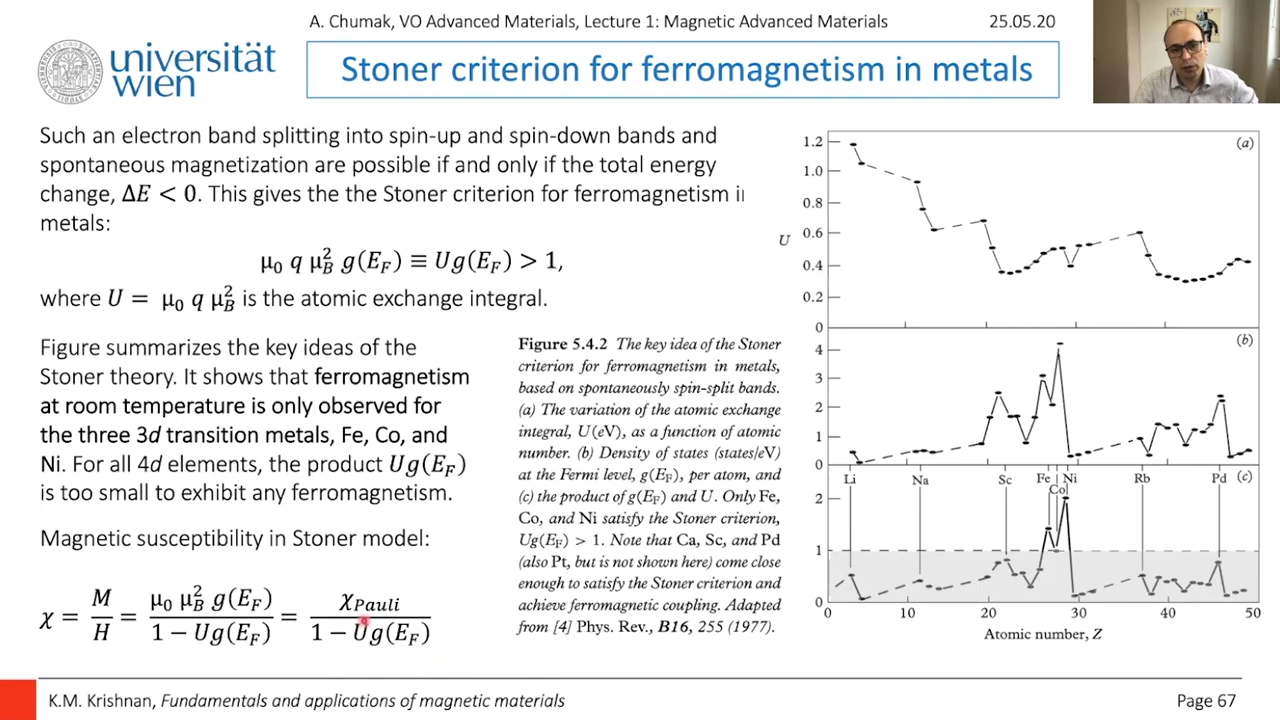 A. Chumak, VO Advanced Materials, Lecture 1: Magnetic Advanced Materials 25.05.20
universität
wien
Stoner criterion for ferromagnetism in metals
Such an electron band splitting into spin-up and spin-down bands and
spontaneous magnetization are possible if and only if the total energy
change, ΔE < 0. This gives the the Stoner criterion for ferromagnetism i
metals:
μ₀ q μ_B² g(E_F) ≡ Ug(E_F) > 1,
where U = μ₀ q μ_B² is the atomic exchange integral.
Figure summarizes the key ideas of the
Stoner theory. It shows that ferromagnetism
at room temperature is only observed for
the three 3d transition metals, Fe, Co, and
Ni. For all 4d elements, the product Ug(E_F)
is too small to exhibit any ferromagnetism.
Magnetic susceptibility in Stoner model:
χ = M/H = μ₀ μ_B² g(E_F) / (1 − Ug(E_F)) = χ_Pauli / (1 − Ug(E_F))
Figure 5.4.2 The key idea of the Stoner
criterion for ferromagnetism in metals,
based on spontaneously spin-split bands.
(a) The variation of the atomic exchange
integral, U(eV), as a function of atomic
number. (b) Density of states (states/eV)
at the Fermi level, g(E_F), per atom, and
(c) the product of g(E_F) and U. Only Fe,
Co, and Ni satisfy the Stoner criterion,
Ug(E_F) > 1. Note that Ca, Sc, and Pd
(also Pt, but is not shown here) come close
enough to satisfy the Stoner criterion and
achieve ferromagnetic coupling. Adapted
from [4] Phys. Rev., B16, 255 (1977).
1.2 (a)
1.0
0.8
0.6
U
0.4
0.2
0
(b)
4
3
2
1
0
Li Na Sc Fe Ni Rb Pd (c)
Co
2
1
0
0 10 20 30 40 50
Atomic number, Z
K.M. Krishnan, Fundamentals and applications of magnetic materials
Page 67